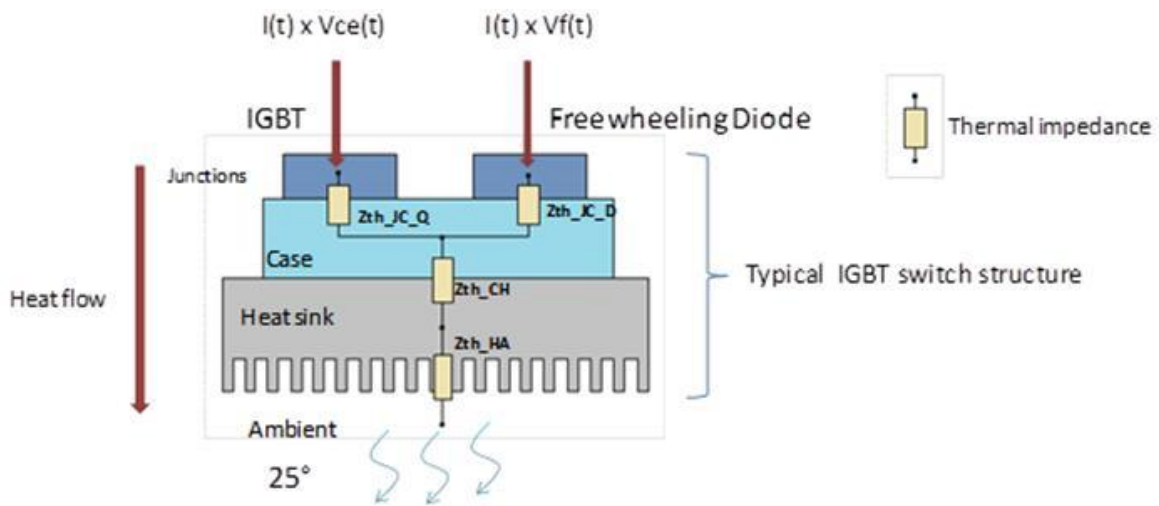 I(t) x Vce(t)
I(t) x Vf(t)
IGBT
Freewheeling Diode
Thermal impedance
Junctions
Zth_JC_Q
Zth_JC_D
Case
Typical IGBT switch structure
Zth_CH
Heat flow
Heat sink
Zth_HA
Ambient
25°